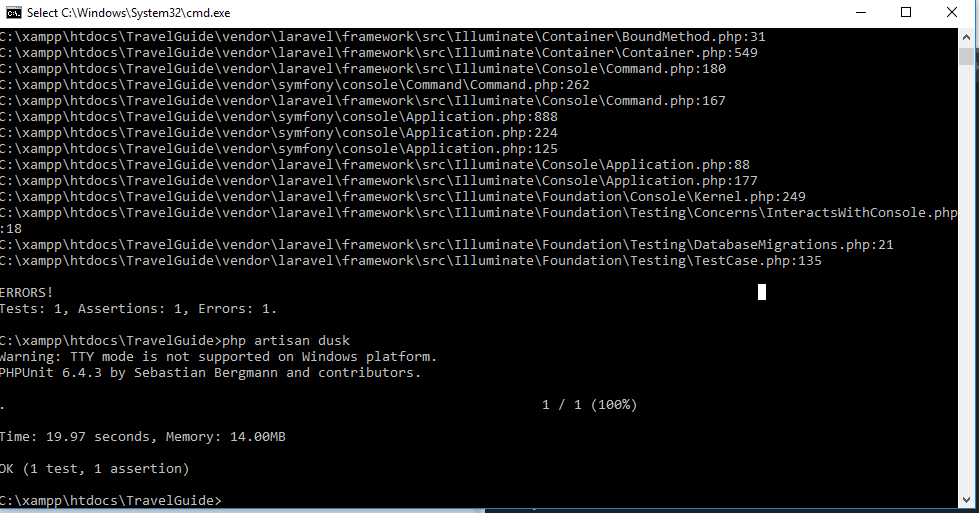 Select C:\Windows\System32\cmd.exe
C:\xampp\htdocs\TravelGuide\vendor\laravel\framework\src\Illuminate\Container\BoundMethod.php:31
C:\xampp\htdocs\TravelGuide\vendor\laravel\framework\src\Illuminate\Container\Container.php:549
C:\xampp\htdocs\TravelGuide\vendor\laravel\framework\src\Illuminate\Console\Command.php:180
C:\xampp\htdocs\TravelGuide\vendor\symfony\console\Command\Command.php:262
C:\xampp\htdocs\TravelGuide\vendor\laravel\framework\src\Illuminate\Console\Command.php:167
C:\xampp\htdocs\TravelGuide\vendor\symfony\console\Application.php:888
C:\xampp\htdocs\TravelGuide\vendor\symfony\console\Application.php:224
C:\xampp\htdocs\TravelGuide\vendor\symfony\console\Application.php:125
C:\xampp\htdocs\TravelGuide\vendor\laravel\framework\src\Illuminate\Console\Application.php:88
C:\xampp\htdocs\TravelGuide\vendor\laravel\framework\src\Illuminate\Console\Application.php:177
C:\xampp\htdocs\TravelGuide\vendor\laravel\framework\src\Illuminate\Foundation\Console\Kernel.php:249
C:\xampp\htdocs\TravelGuide\vendor\laravel\framework\src\Illuminate\Foundation\Testing\Concerns\InteractsWithConsole.php
:18
C:\xampp\htdocs\TravelGuide\vendor\laravel\framework\src\Illuminate\Foundation\Testing\DatabaseMigrations.php:21
C:\xampp\htdocs\TravelGuide\vendor\laravel\framework\src\Illuminate\Foundation\Testing\TestCase.php:135
ERRORS!
Tests: 1, Assertions: 1, Errors: 1.
C:\xampp\htdocs\TravelGuide>php artisan dusk
Warning: TTY mode is not supported on Windows platform.
PHPUnit 6.4.3 by Sebastian Bergmann and contributors.
. 1 / 1 (100%)
Time: 19.97 seconds, Memory: 14.00MB
OK (1 test, 1 assertion)
C:\xampp\htdocs\TravelGuide>